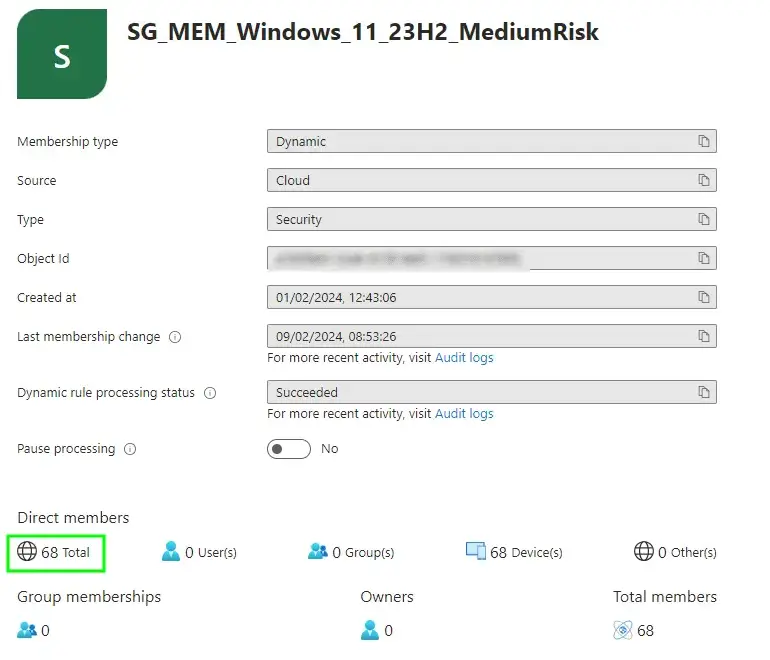 S
SG_MEM_Windows_11_23H2_MediumRisk
Membership type Dynamic
Source Cloud
Type Security
Object Id
Created at 01/02/2024, 12:43:06
Last membership change 09/02/2024, 08:53:26
For more recent activity, visit Audit logs
Dynamic rule processing status Succeeded
For more recent activity, visit Audit logs
Pause processing No
Direct members
68 Total 0 User(s) 0 Group(s) 68 Device(s) 0 Other(s)
Group memberships Owners Total members
0 0 68